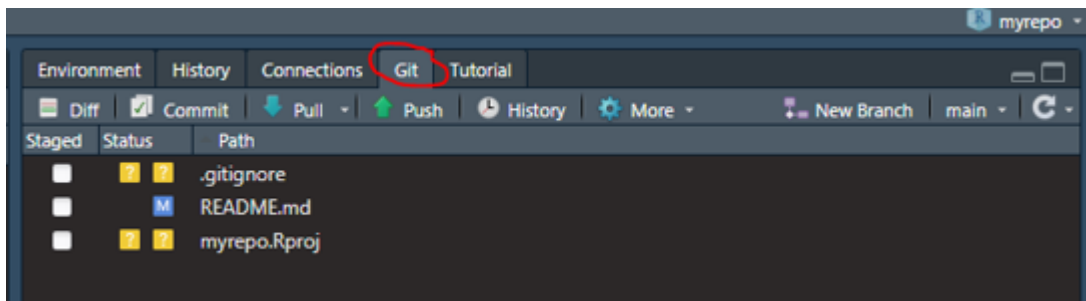 R myrepo
Environment History Connections Git Tutorial
Diff Commit Pull Push History More New Branch main
Staged Status Path
? ? .gitignore
M README.md
? ? myrepo.Rproj